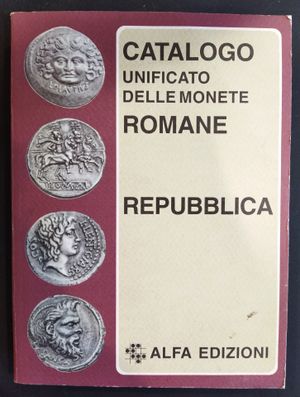 CATALOGO
UNIFICATO
DELLE MONETE
ROMANE
REPUBBLICA
ALFA EDIZIONI